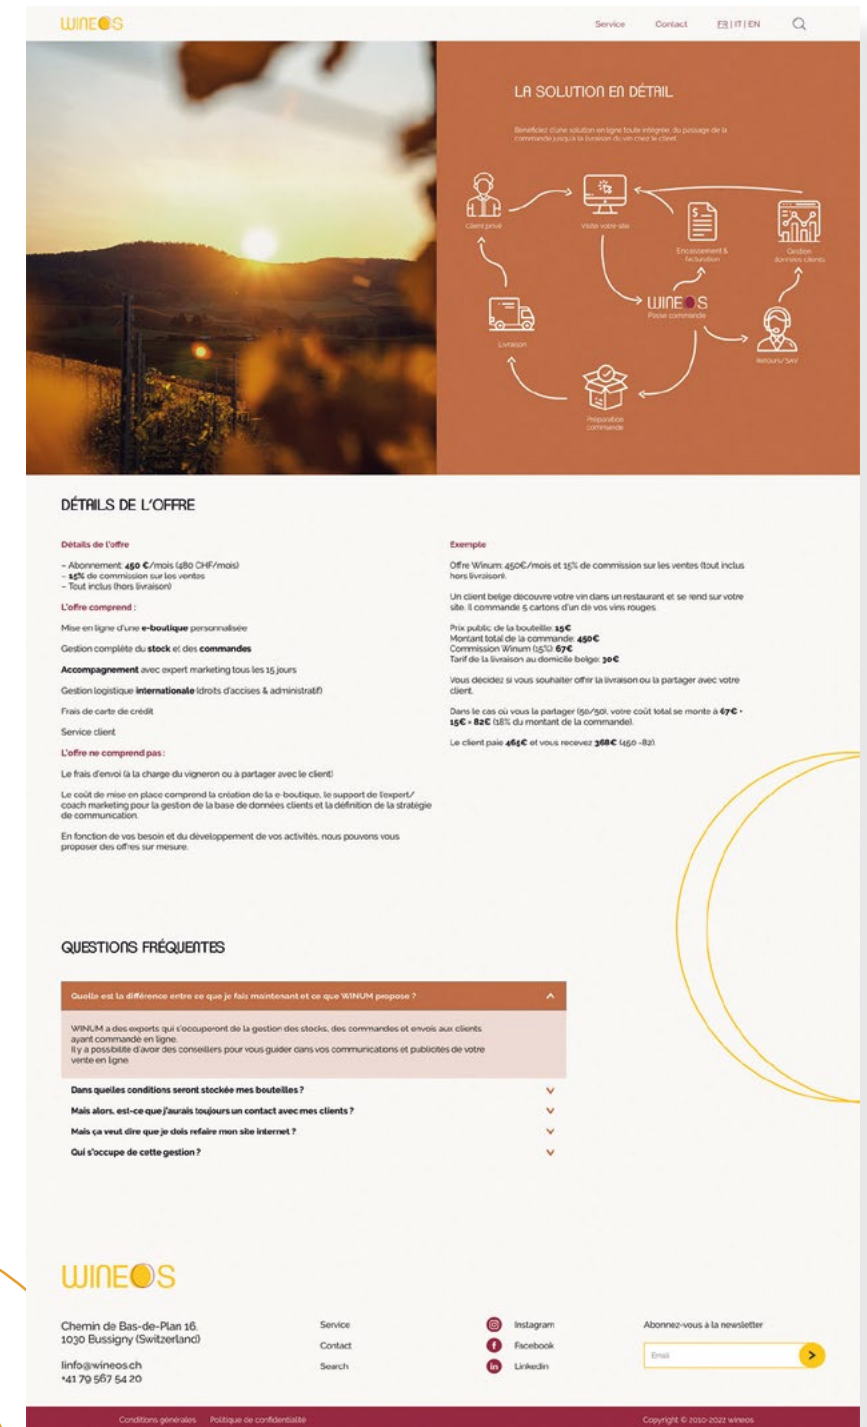 WINEOS
Service Contact FR | IT | EN
LA SOLUTION EN DÉTAIL
Bénéficiez d'une solution en ligne toute intégrée, du passage de la
commande jusqu'à la livraison du vin chez le client.
Client privé
Visite votre site
Encaissement &
facturation
Gestion
données clients
WINEOS
Passe commande
Livraison
Retours/ SAV
Préparation
commande
DÉTAILS DE L'OFFRE
Détails de l'offre
– Abonnement: 450 €/mois (480 CHF/mois)
– 15% de commission sur les ventes
– Tout inclus (hors livraison)
L'offre comprend :
Mise en ligne d'une e-boutique personnalisée
Gestion complète du stock et des commandes
Accompagnement avec expert marketing tous les 15 jours
Gestion logistique internationale (droits d'accises & administratif)
Frais de carte de crédit
Service client
L'offre ne comprend pas :
Le frais d'envoi (à la charge du vigneron ou à partager avec le client)
Le coût de mise en place comprend la création de la e-boutique, le support de l'expert/
coach marketing pour la gestion de la base de données clients et la définition de la stratégie
de communication.
En fonction de vos besoin et du développement de vos activités, nous pouvons vous
proposer des offres sur mesure.
Exemple
Offre Winum: 450€/mois et 15% de commission sur les ventes (tout inclus
hors livraison).
Un client belge découvre votre vin dans un restaurant et se rend sur votre
site. Il commande 5 cartons d'un de vos vins rouges.
Prix public de la bouteille: 15€
Montant total de la commande: 450€
Commission Winum (15%): 67€
Tarif de la livraison au domicile belge: 30€
Vous décidez si vous souhaiter offrir la livraison ou la partager avec votre
client.
Dans le cas où vous la partager (50/50), votre coût total se monte à 67€ +
15€ = 82€ (18% du montant de la commande).
Le client paie 465€ et vous recevez 368€ (450 -82).
QUESTIONS FRÉQUENTES
Quelle est la différence entre ce que je fais maintenant et ce que WINUM propose ?
WINUM a des experts qui s'occuperont de la gestion des stocks, des commandes et envois aux clients
ayant commandé en ligne.
Il y a possibilité d'avoir des conseillers pour vous guider dans vos communications et publicités de votre
vente en ligne.
Dans quelles conditions seront stockée mes bouteilles ?
Mais alors, est-ce que j'aurais toujours un contact avec mes clients ?
Mais ça veut dire que je dois refaire mon site internet ?
Qui s'occupe de cette gestion ?
WINEOS
Chemin de Bas-de-Plan 16,
1030 Bussigny (Switzerland)
linfo@wineos.ch
+41 79 567 54 20
Service
Contact
Search
Instagram
Facebook
Linkedin
Abonnez-vous à la newsletter
Email
Conditions générales Politique de confidentialité
Copyright © 2010-2022 wineos